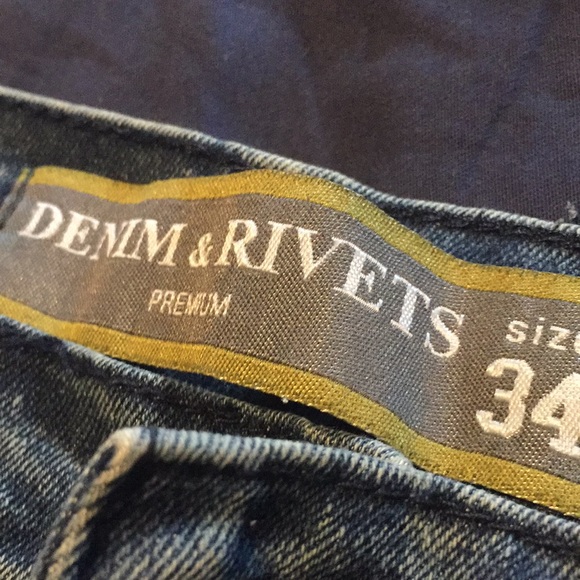 DENIM & RIVETS
PREMIUM
size
34